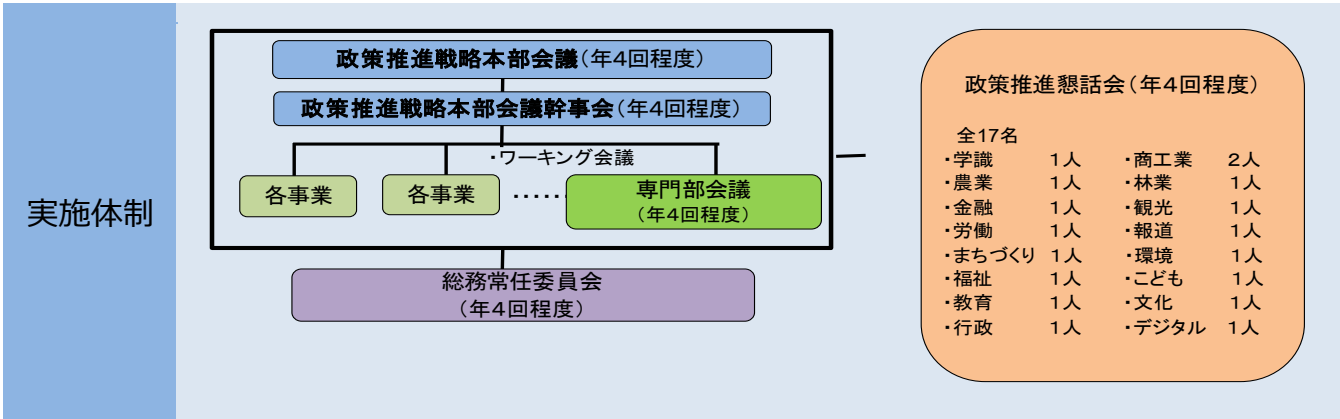 実施体制
政策推進戦略本部会議(年4回程度)
政策推進戦略本部会議幹事会(年4回程度)
・ワーキング会議
各事業
各事業
……
専門部会議
(年4回程度)
総務常任委員会
(年4回程度)
政策推進懇話会(年4回程度)
全17名
・学識 1人 ・商工業 2人
・農業 1人 ・林業 1人
・金融 1人 ・観光 1人
・労働 1人 ・報道 1人
・まちづくり 1人 ・環境 1人
・福祉 1人 ・こども 1人
・教育 1人 ・文化 1人
・行政 1人 ・デジタル 1人